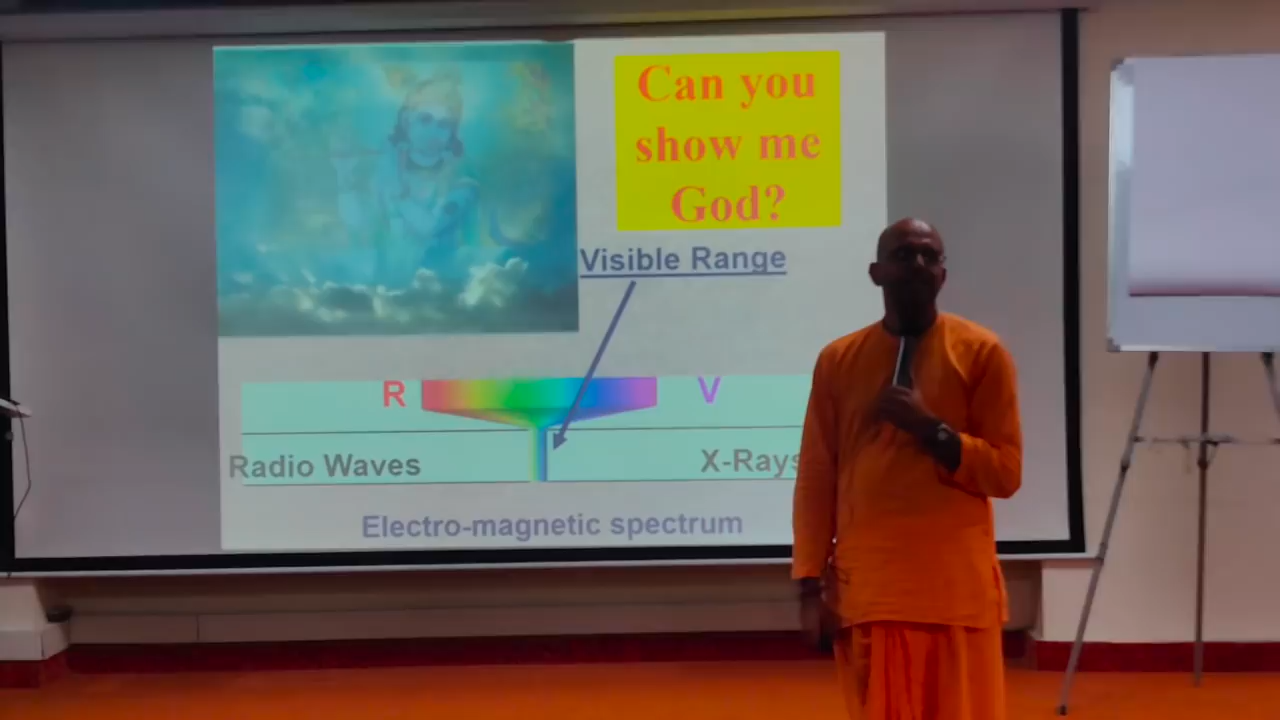 Can you
show me
God?
Visible Range
R V
Radio Waves X-Rays
Electro-magnetic spectrum